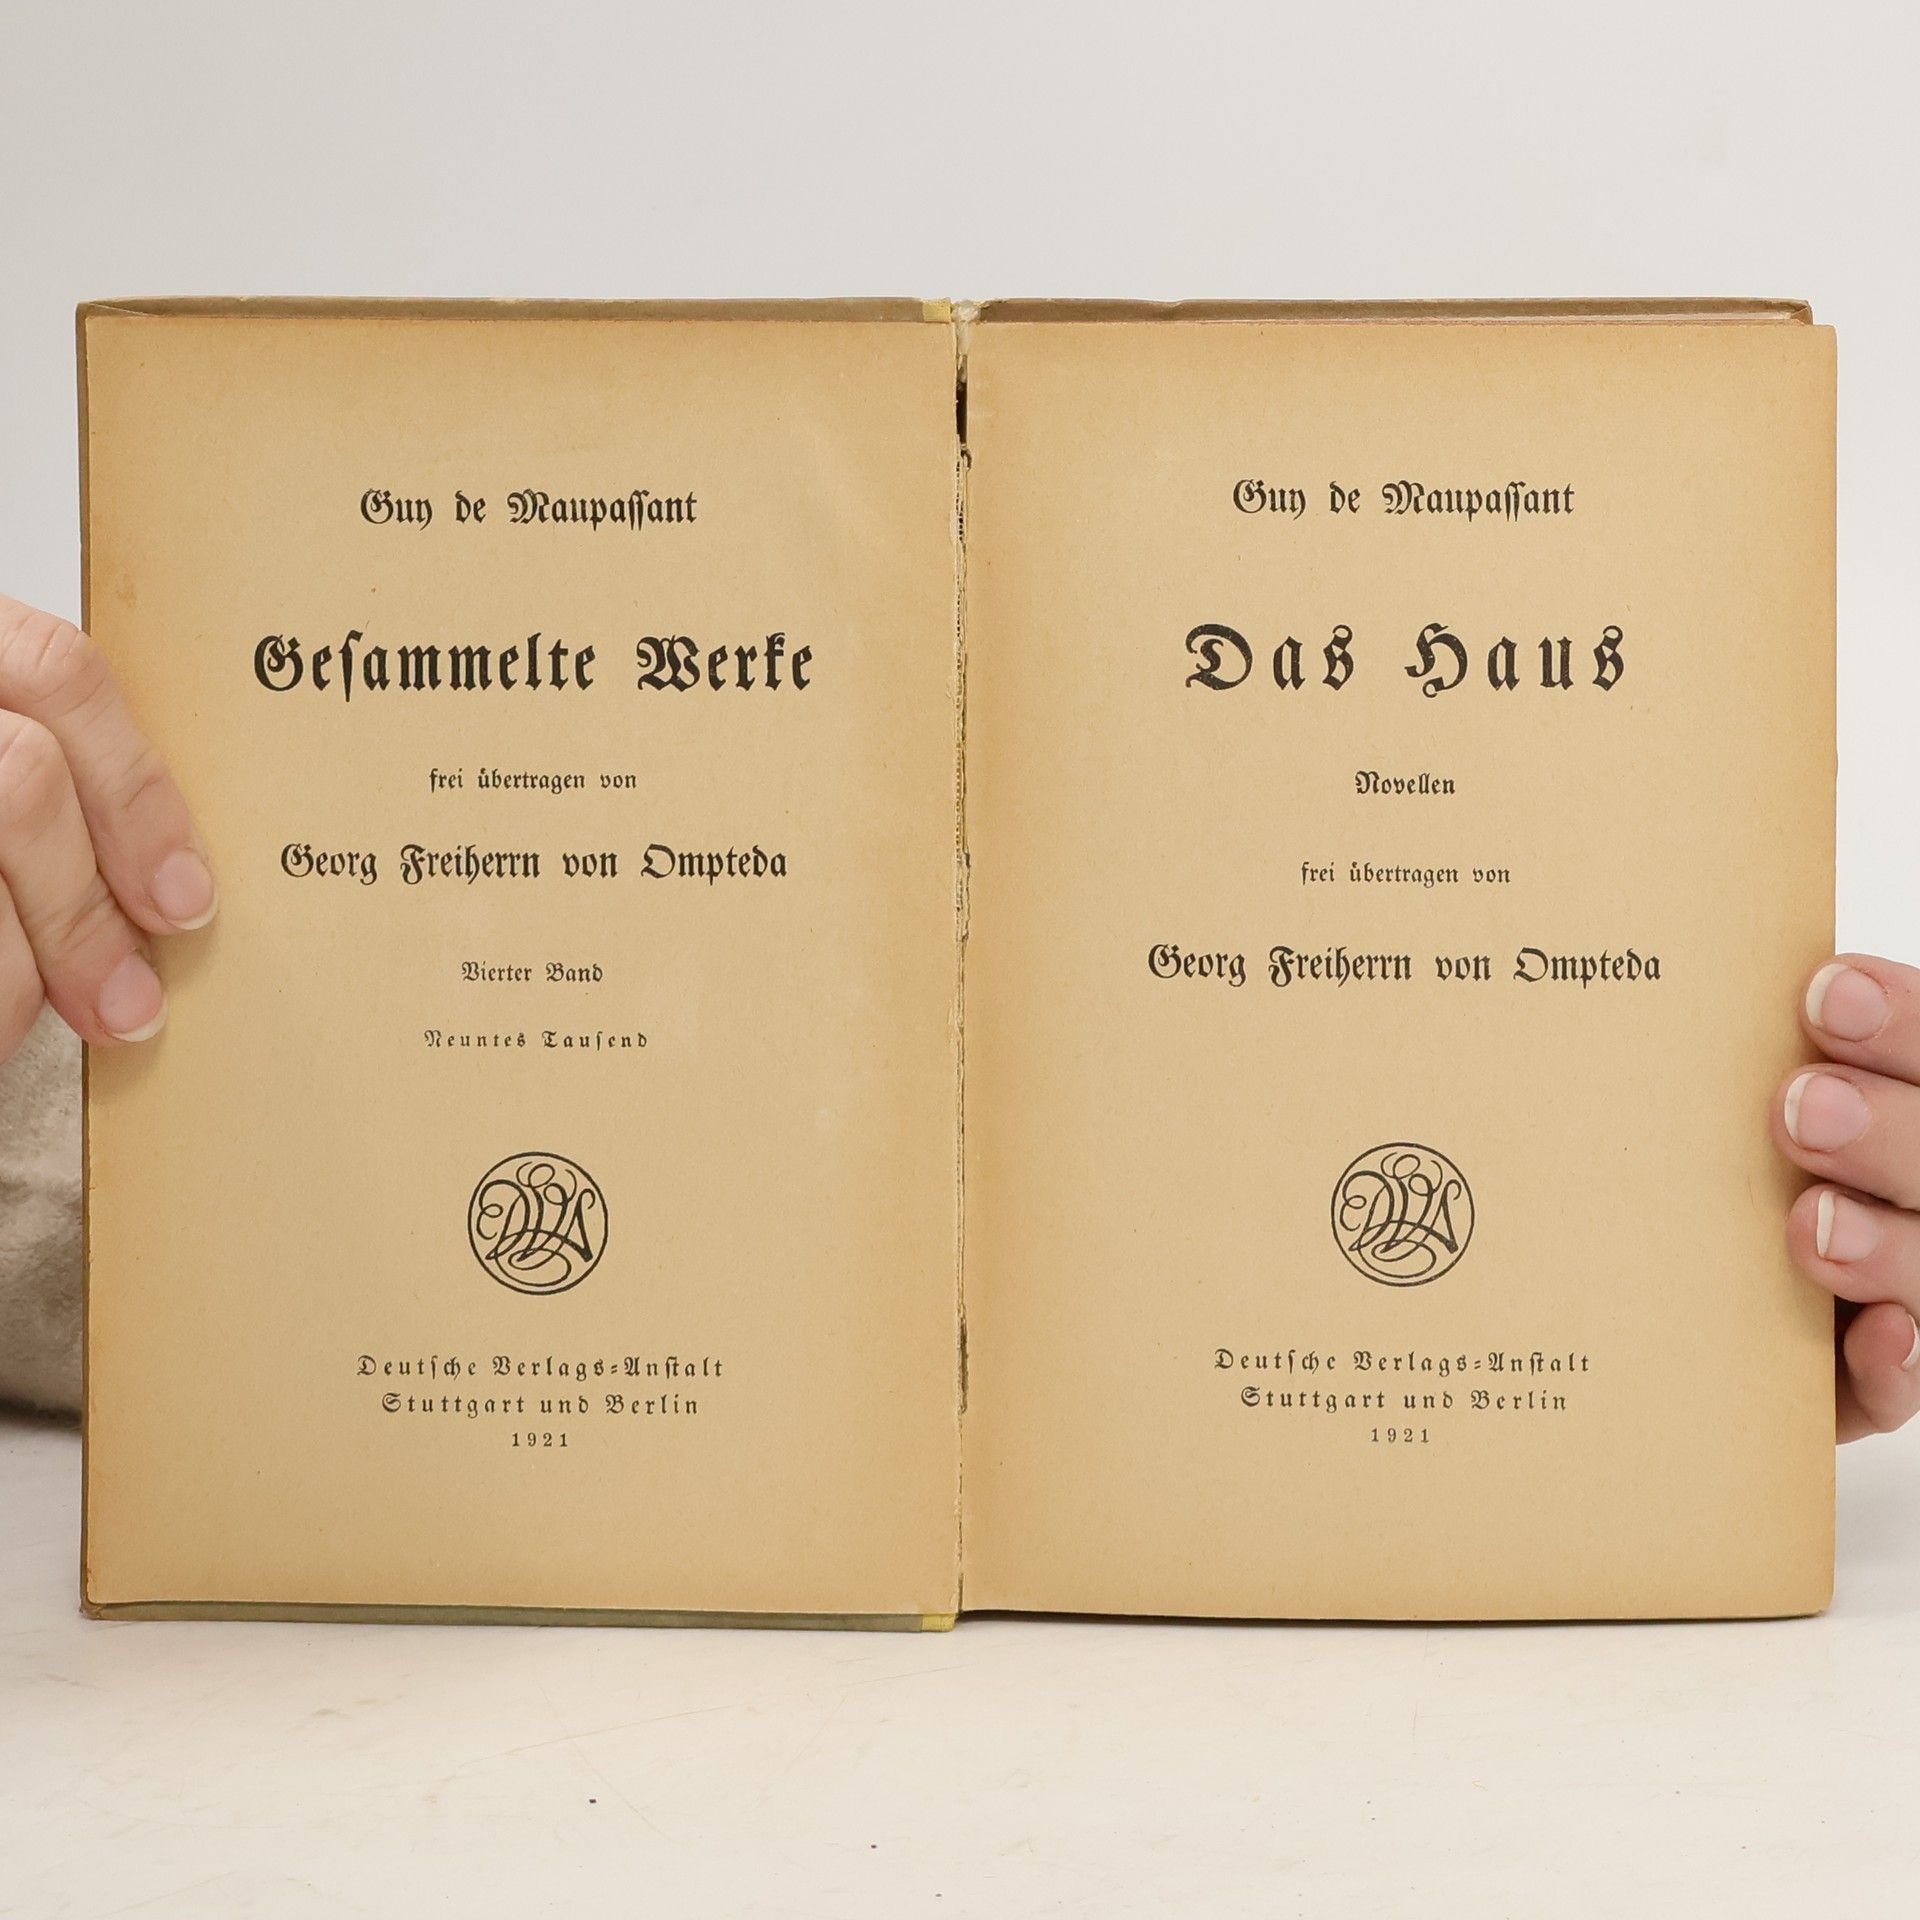 Guy de Maupaſſant
Geſammelte Werke
frei übertragen von
Georg Freiherrn von Ompteda
Vierter Band
Neuntes Tauſend
DVA
Deutſche Verlags-Anſtalt
Stuttgart und Berlin
1921
Guy de Maupaſſant
Das Haus
Novellen
frei übertragen von
Georg Freiherrn von Ompteda
DVA
Deutſche Verlags-Anſtalt
Stuttgart und Berlin
1921